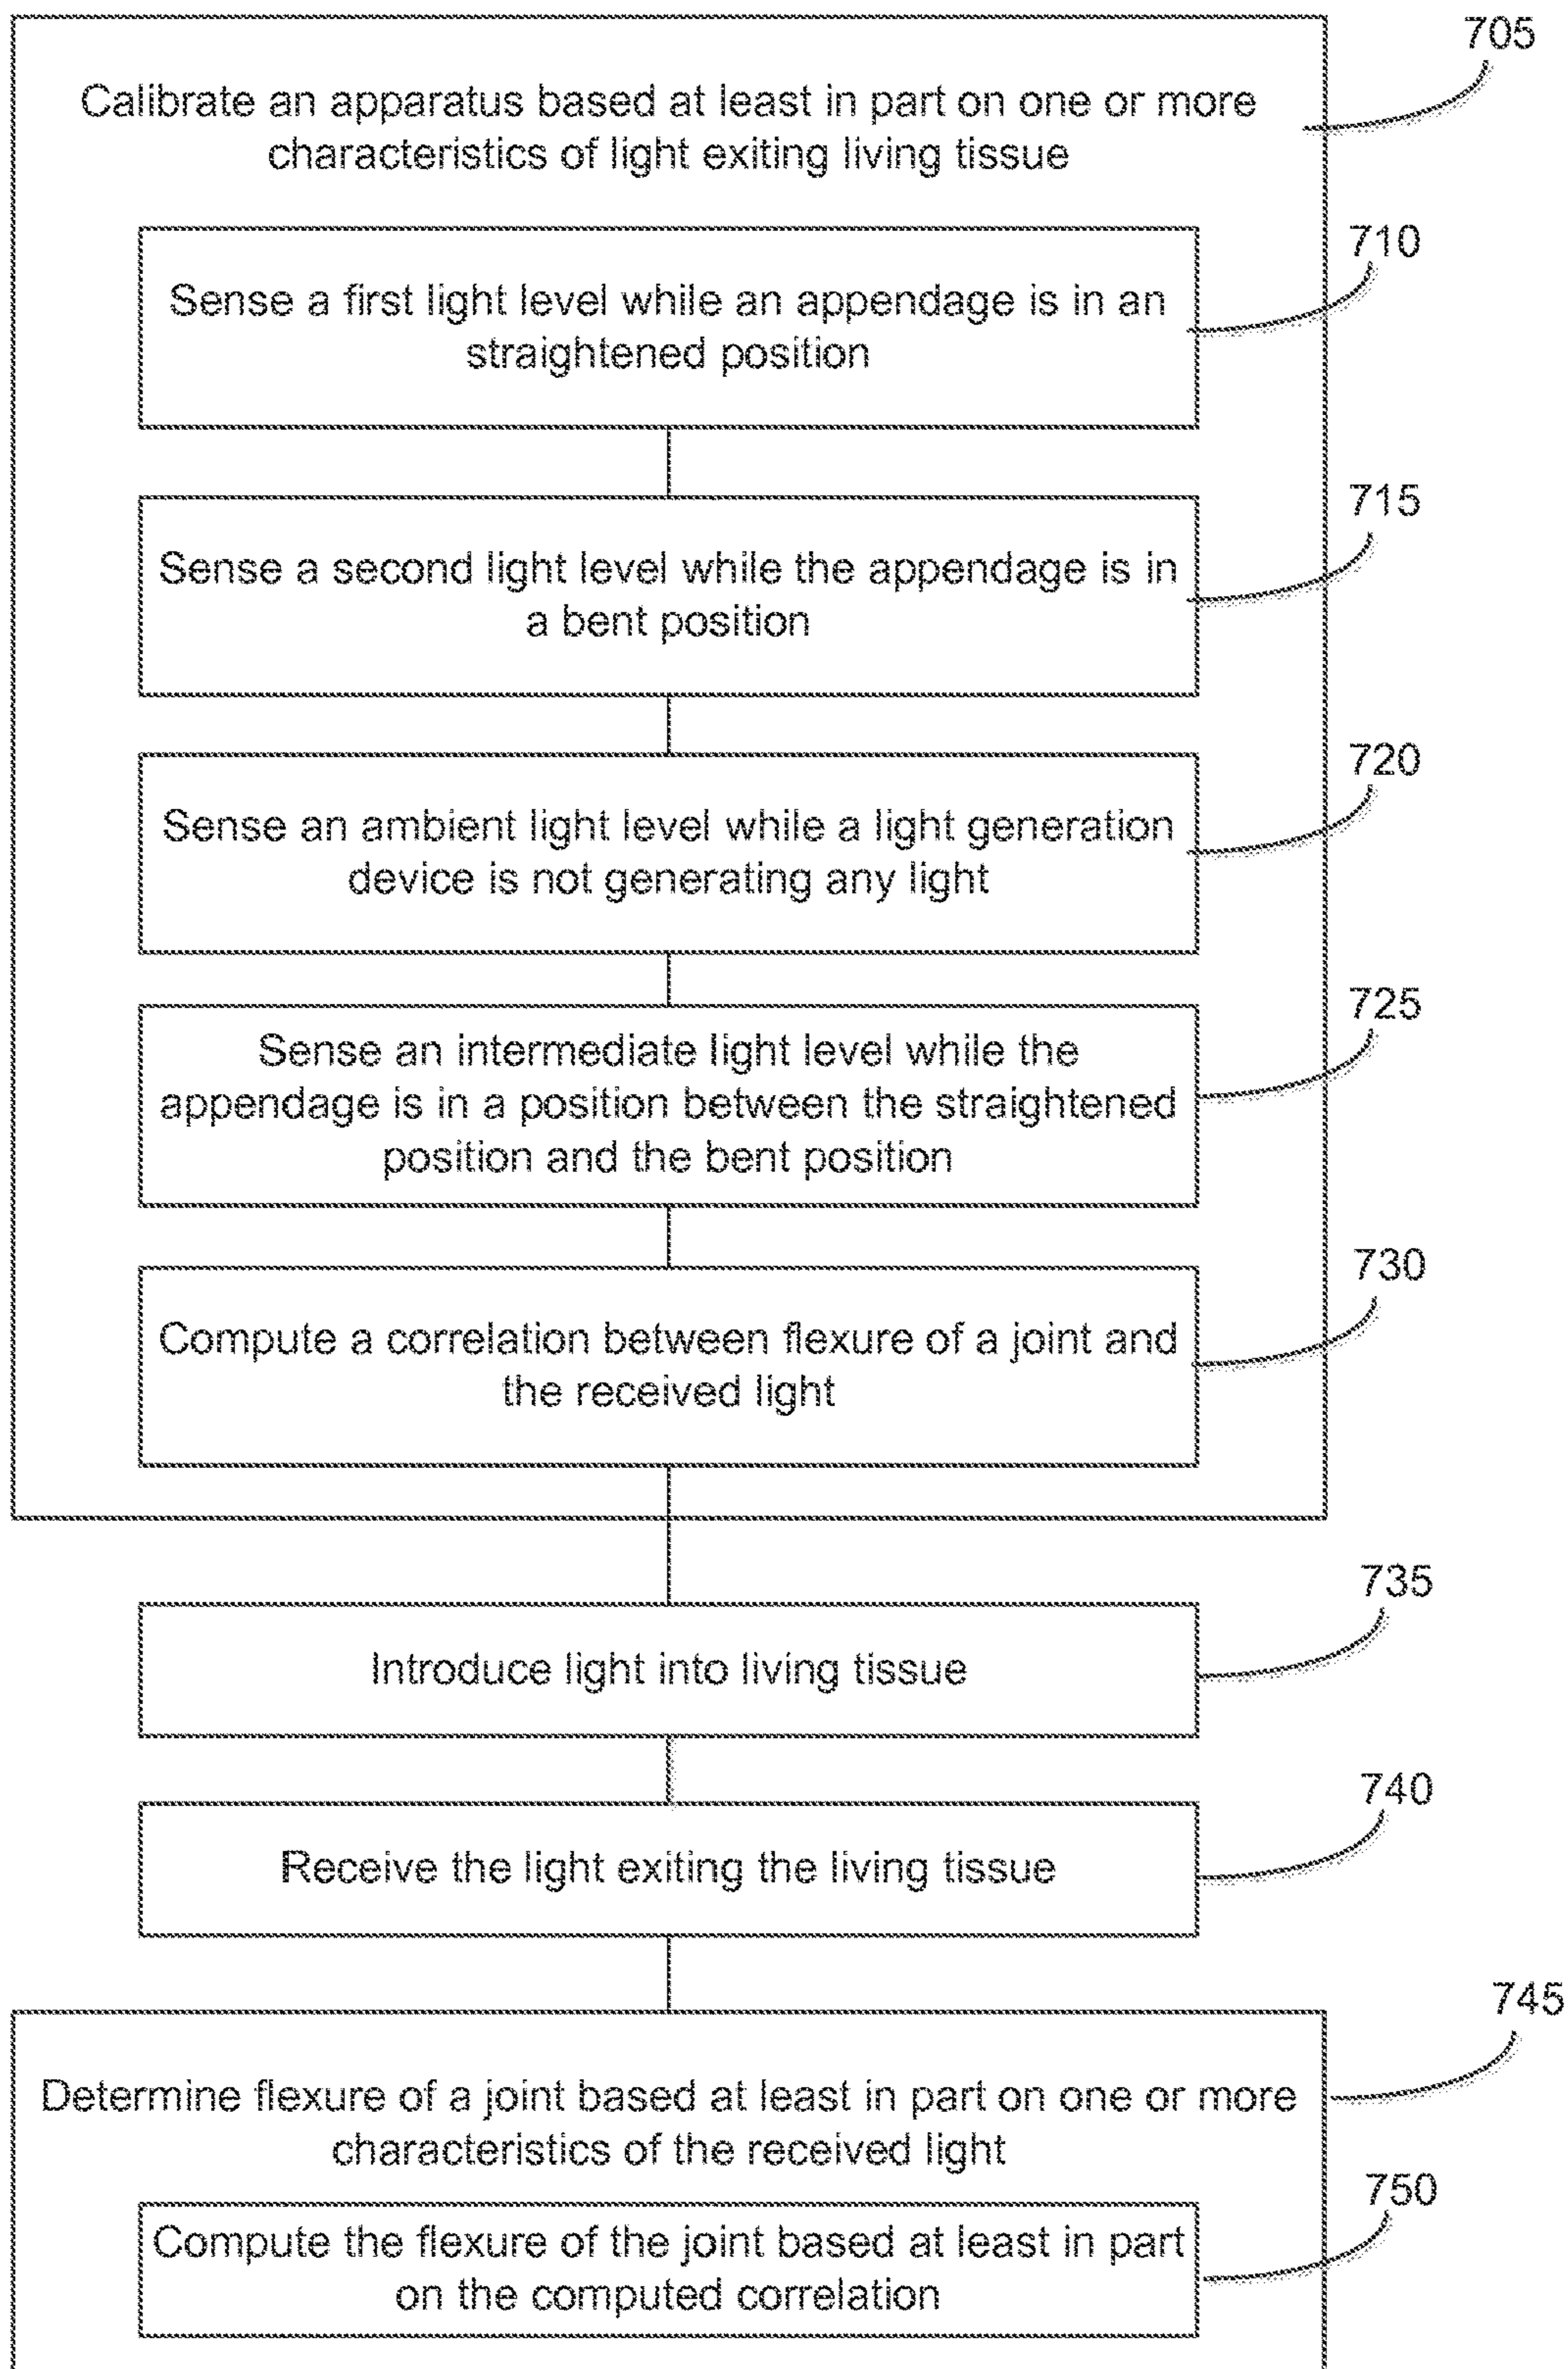 705
Calibrate an apparatus based at least in part on one or more
characteristics of light exiting living tissue
710
Sense a first light level while an appendage is in an
straightened position
715
Sense a second light level while the appendage is in
a bent position
720
Sense an ambient light level while a light generation
device is not generating any light
725
Sense an intermediate light level while the
appendage is in a position between the straightened
position and the bent position
730
Compute a correlation between flexure of a joint and
the received light
735
Introduce light into living tissue
740
Receive the light exiting the living tissue
745
Determine flexure of a joint based at least in part on one or more
characteristics of the received light
750
Compute the flexure of the joint based at least in part
on the computed correlation